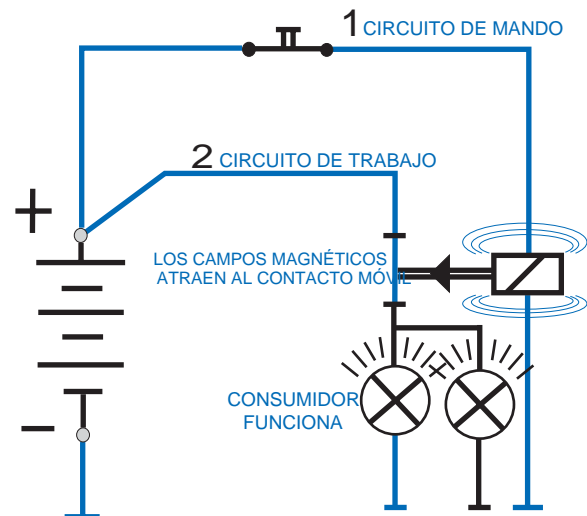 1 CIRCUITO DE MANDO
2 CIRCUITO DE TRABAJO
+
LOS CAMPOS MAGNÉTICOS
ATRAEN AL CONTACTO MÓVIL
CONSUMIDOR
FUNCIONA
-